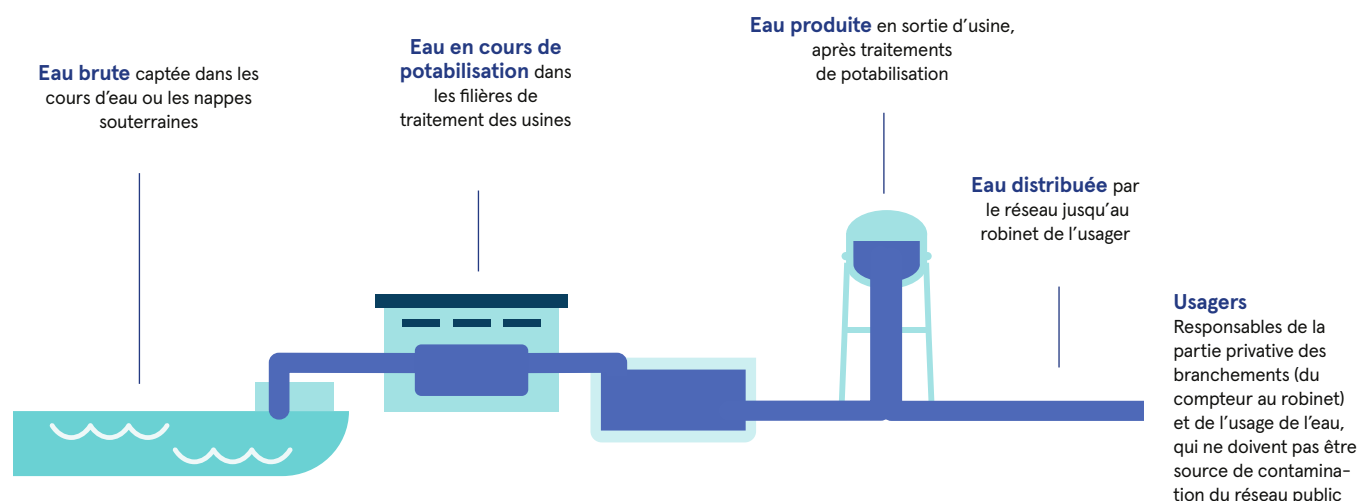 Eau brute captée dans les
cours d'eau ou les nappes
souterraines
Eau en cours de
potabilisation dans
les filières de
traitement des usines
Eau produite en sortie d'usine,
après traitements
de potabilisation
Eau distribuée par
le réseau jusqu'au
robinet de l'usager
Usagers
Responsables de la
partie privative des
branchements (du
compteur au robinet)
et de l'usage de l'eau,
qui ne doivent pas être
source de contamina-
tion du réseau public